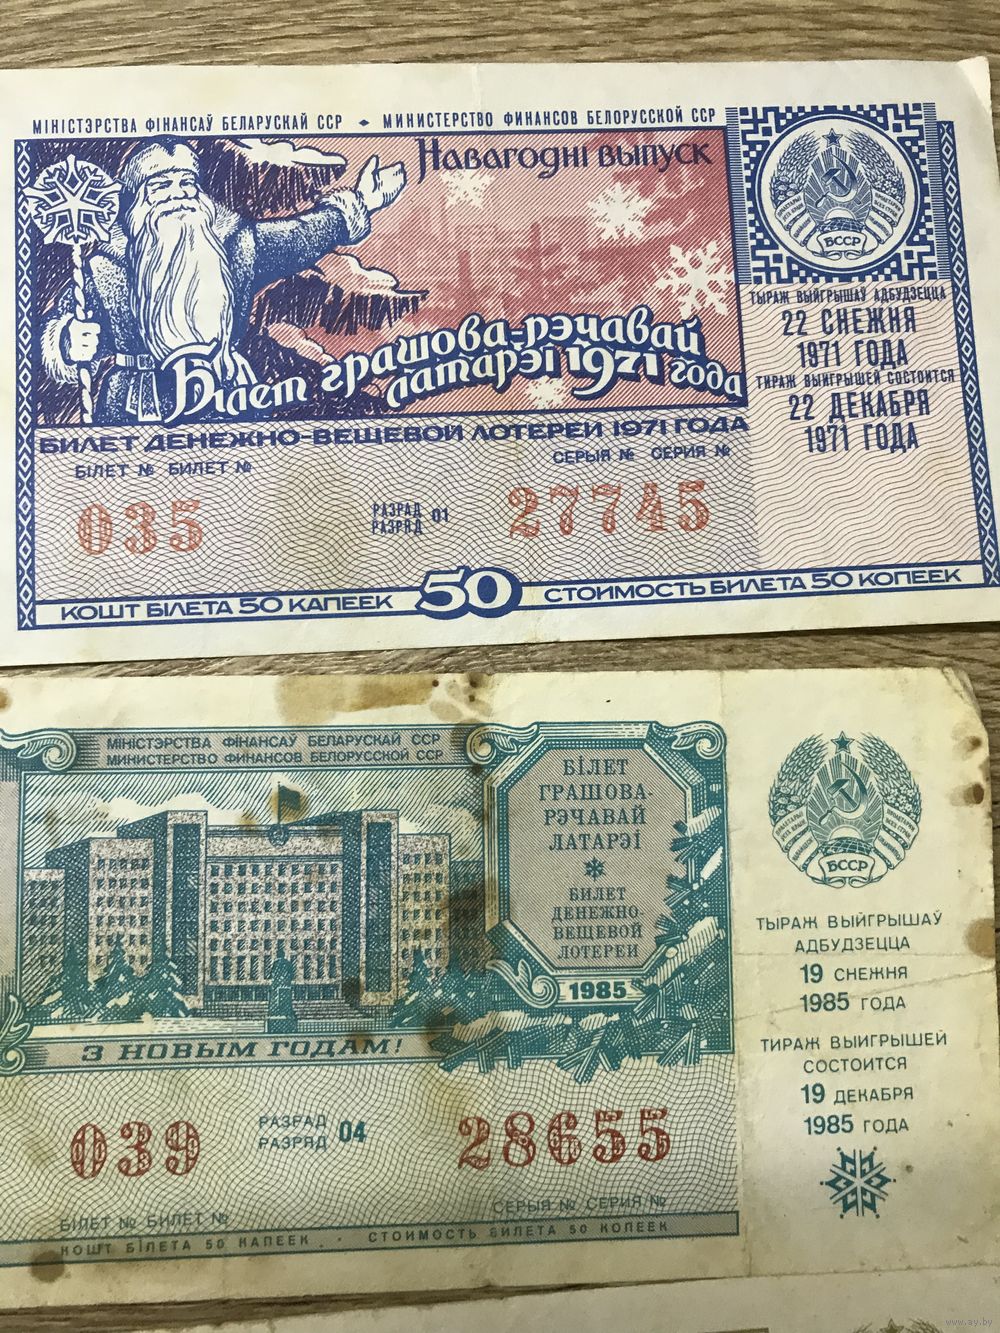 МІНІСТЭРСТВА ФІНАНСАЎ БЕЛАРУСКАЙ ССР ◆ МИНИСТЕРСТВО ФИНАНСОВ БЕЛОРУССКОЙ ССР
НАВАГОДНІ ВЫПУСК
БССР
ТЫРАЖ ВЫЙГРЫШАЎ АДБУДЗЕЦЦА
22 СНЕЖНЯ
1971 ГОДА
ТИРАЖ ВЫИГРЫШЕЙ СОСТОИТСЯ
22 ДЕКАБРЯ
1971 ГОДА
Білет грашова-рэчавай
латарэі 1971 года
БИЛЕТ ДЕНЕЖНО-ВЕЩЕВОЙ ЛОТЕРЕИ 1971 ГОДА
БІЛЕТ № БИЛЕТ №
СЕРЫЯ № СЕРИЯ №
035
РАЗРАД
РАЗРЯД 01
27745
КОШТ БІЛЕТА 50 КАПЕЕК 50 СТОИМОСТЬ БИЛЕТА 50 КОПЕЕК
МІНІСТЭРСТВА ФІНАНСАЎ БЕЛАРУСКАЙ ССР
МИНИСТЕРСТВО ФИНАНСОВ БЕЛОРУССКОЙ ССР
БІЛЕТ
ГРАШОВА-
РЭЧАВАЙ
ЛАТАРЭІ
БИЛЕТ
ДЕНЕЖНО-
ВЕЩЕВОЙ
ЛОТЕРЕИ
1985
З НОВЫМ ГОДАМ!
БССР
ТЫРАЖ ВЫЙГРЫШАЎ
АДБУДЗЕЦЦА
19 СНЕЖНЯ
1985 ГОДА
ТИРАЖ ВЫИГРЫШЕЙ
СОСТОИТСЯ
19 ДЕКАБРЯ
1985 ГОДА
039
РАЗРАД
РАЗРЯД 04
28655
БІЛЕТ № БИЛЕТ №
СЕРЫЯ № СЕРИЯ №
КОШТ БІЛЕТА 50 КАПЕЕК · СТОИМОСТЬ БИЛЕТА 50 КОПЕЕК
www.ay.by